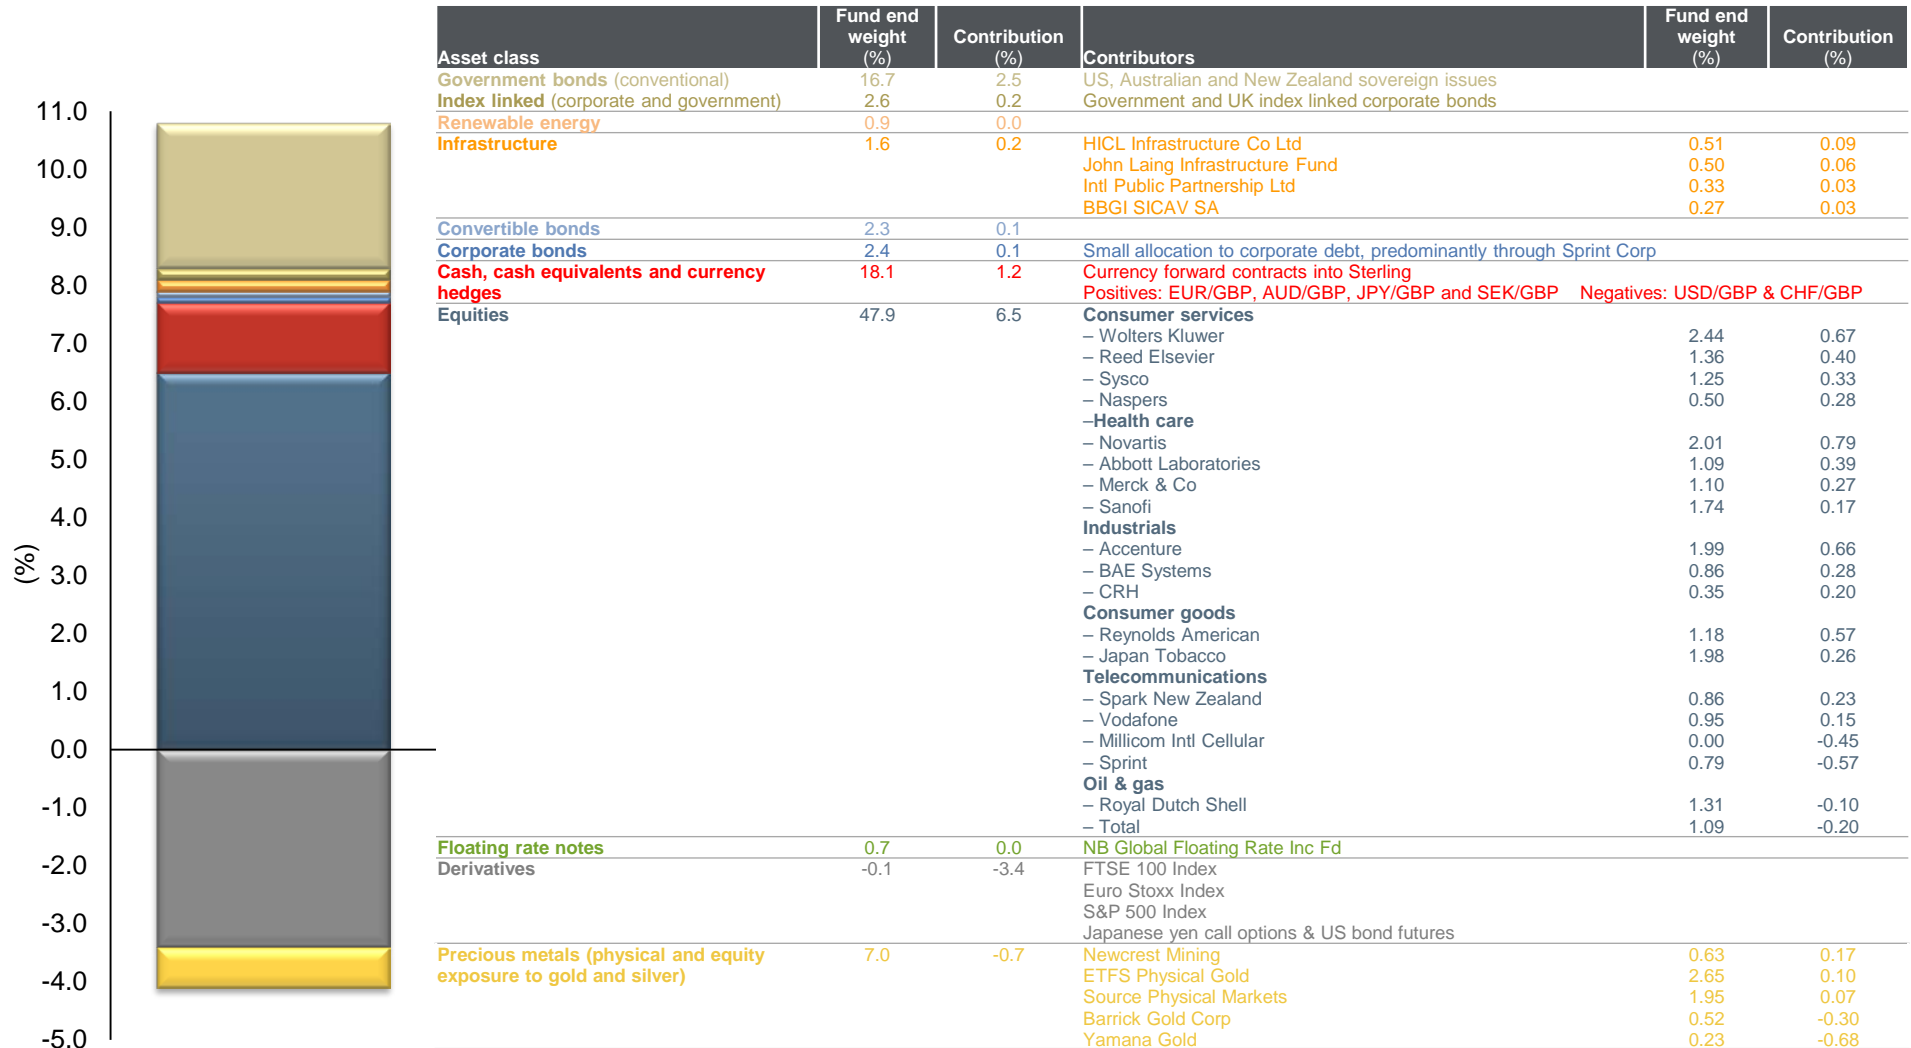 Asset class Fund end weight (%) Contribution (%) Contributors Fund end weight (%) Contribution (%)
Government bonds (conventional) 16.7 2.5 US, Australian and New Zealand sovereign issues
Index linked (corporate and government) 2.6 0.2 Government and UK index linked corporate bonds
Renewable energy 0.9 0.0
Infrastructure 1.6 0.2 HICL Infrastructure Co Ltd 0.51 0.09
John Laing Infrastructure Fund 0.50 0.06
Intl Public Partnership Ltd 0.33 0.03
BBGI SICAV SA 0.27 0.03
Convertible bonds 2.3 0.1
Corporate bonds 2.4 0.1 Small allocation to corporate debt, predominantly through Sprint Corp
Cash, cash equivalents and currency 18.1 1.2 Currency forward contracts into Sterling
hedges Positives: EUR/GBP, AUD/GBP, JPY/GBP and SEK/GBP Negatives: USD/GBP & CHF/GBP
Equities 47.9 6.5 Consumer services
– Wolters Kluwer 2.44 0.67
– Reed Elsevier 1.36 0.40
– Sysco 1.25 0.33
– Naspers 0.50 0.28
–Health care
– Novartis 2.01 0.79
– Abbott Laboratories 1.09 0.39
– Merck & Co 1.10 0.27
– Sanofi 1.74 0.17
Industrials
– Accenture 1.99 0.66
– BAE Systems 0.86 0.28
– CRH 0.35 0.20
Consumer goods
– Reynolds American 1.18 0.57
– Japan Tobacco 1.98 0.26
Telecommunications
– Spark New Zealand 0.86 0.23
– Vodafone 0.95 0.15
– Millicom Intl Cellular 0.00 -0.45
– Sprint 0.79 -0.57
Oil & gas
– Royal Dutch Shell 1.31 -0.10
– Total 1.09 -0.20
Floating rate notes 0.7 0.0 NB Global Floating Rate Inc Fd
Derivatives -0.1 -3.4 FTSE 100 Index
Euro Stoxx Index
S&P 500 Index
Japanese yen call options & US bond futures
Precious metals (physical and equity 7.0 -0.7 Newcrest Mining 0.63 0.17
exposure to gold and silver) ETFS Physical Gold 2.65 0.10
Source Physical Markets 1.95 0.07
Barrick Gold Corp 0.52 -0.30
Yamana Gold 0.23 -0.68
(%)
11.0
10.0
9.0
8.0
7.0
6.0
5.0
4.0
3.0
2.0
1.0
0.0
-1.0
-2.0
-3.0
-4.0
-5.0